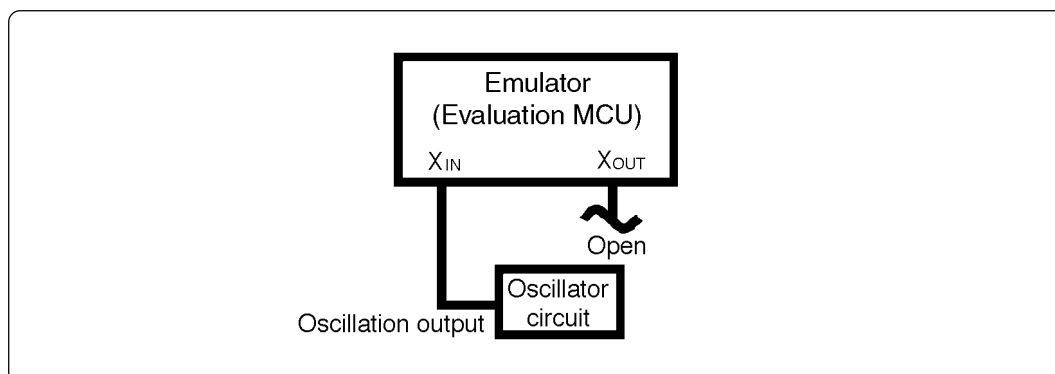 Emulator
(Evaluation MCU)
XIN XOUT
Open
Oscillator
circuit
Oscillation output